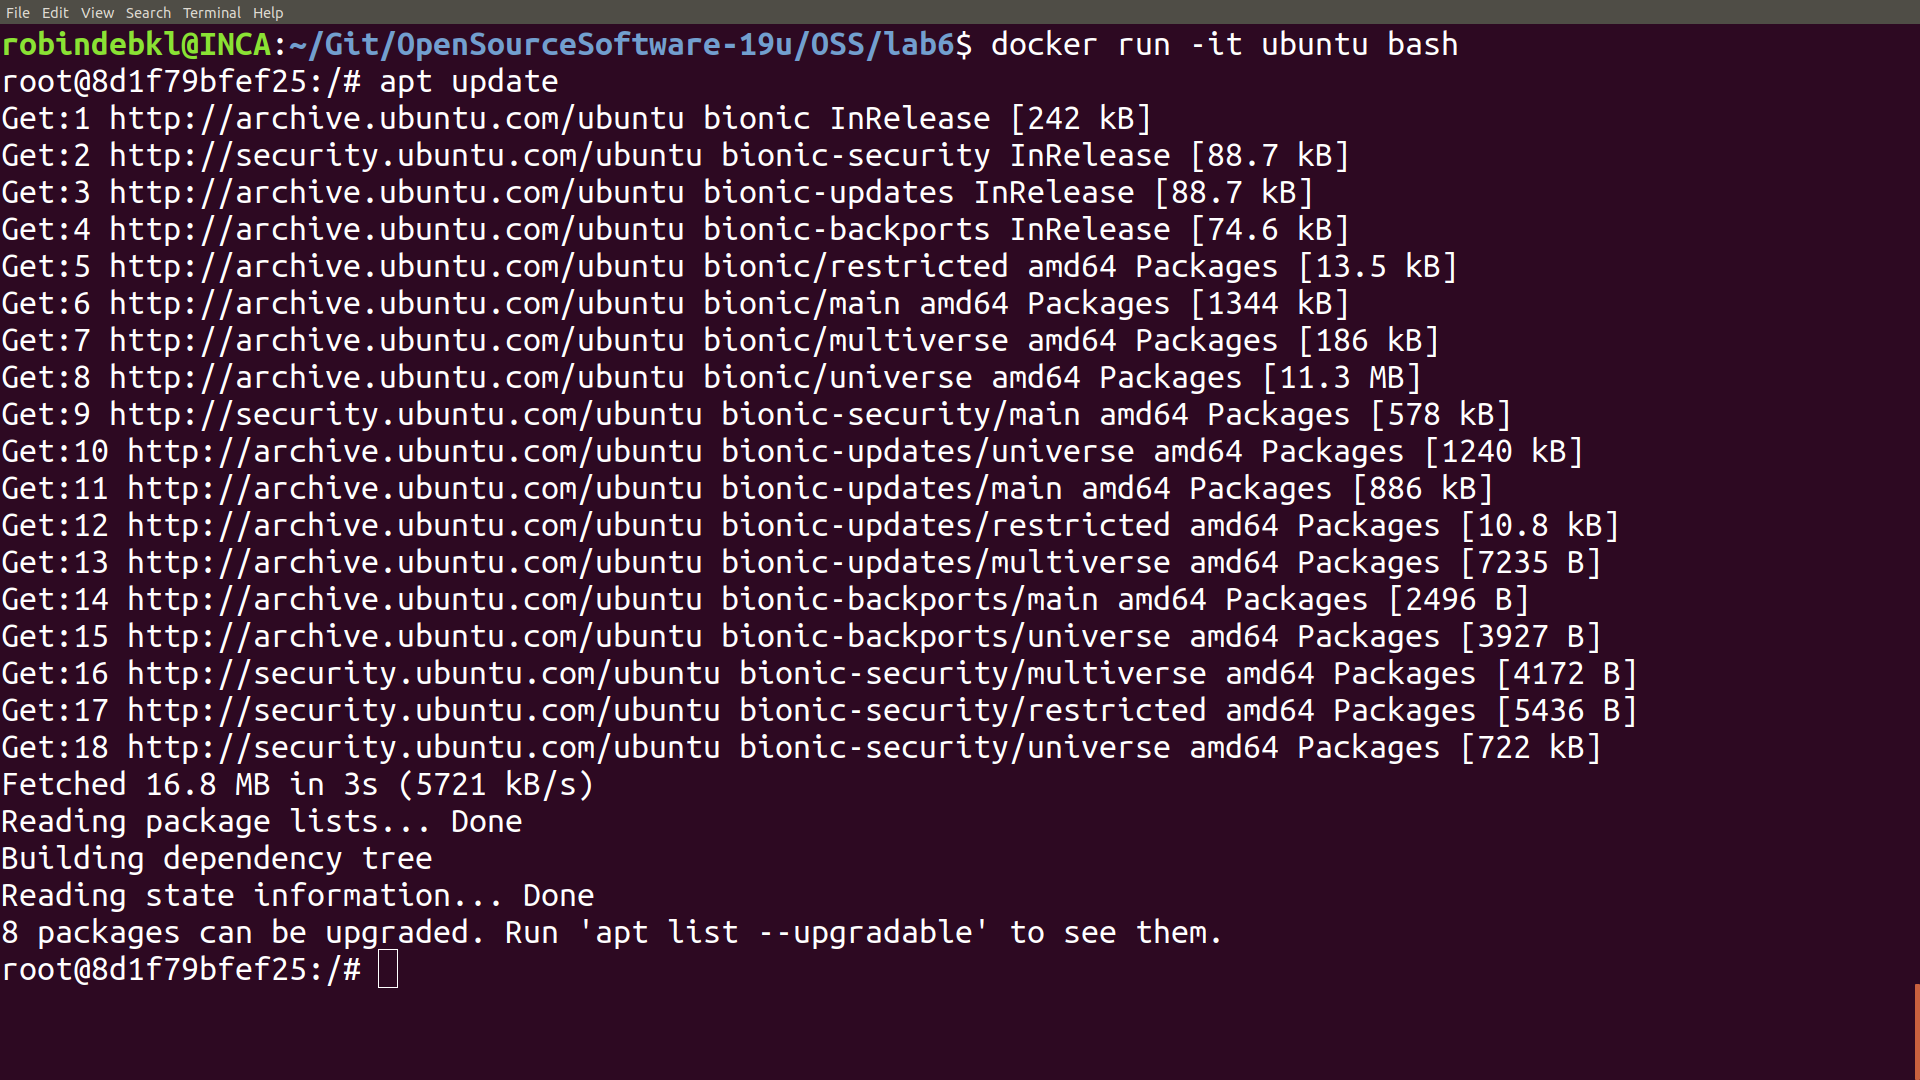 File Edit View Search Terminal Help
robindebkl@INCA:~/Git/OpenSourceSoftware-19u/OSS/lab6$ docker run -it ubuntu bash
root@8d1f79bfef25:/# apt update
Get:1 http://archive.ubuntu.com/ubuntu bionic InRelease [242 kB]
Get:2 http://security.ubuntu.com/ubuntu bionic-security InRelease [88.7 kB]
Get:3 http://archive.ubuntu.com/ubuntu bionic-updates InRelease [88.7 kB]
Get:4 http://archive.ubuntu.com/ubuntu bionic-backports InRelease [74.6 kB]
Get:5 http://archive.ubuntu.com/ubuntu bionic/restricted amd64 Packages [13.5 kB]
Get:6 http://archive.ubuntu.com/ubuntu bionic/main amd64 Packages [1344 kB]
Get:7 http://archive.ubuntu.com/ubuntu bionic/multiverse amd64 Packages [186 kB]
Get:8 http://archive.ubuntu.com/ubuntu bionic/universe amd64 Packages [11.3 MB]
Get:9 http://security.ubuntu.com/ubuntu bionic-security/main amd64 Packages [578 kB]
Get:10 http://archive.ubuntu.com/ubuntu bionic-updates/universe amd64 Packages [1240 kB]
Get:11 http://archive.ubuntu.com/ubuntu bionic-updates/main amd64 Packages [886 kB]
Get:12 http://archive.ubuntu.com/ubuntu bionic-updates/restricted amd64 Packages [10.8 kB]
Get:13 http://archive.ubuntu.com/ubuntu bionic-updates/multiverse amd64 Packages [7235 B]
Get:14 http://archive.ubuntu.com/ubuntu bionic-backports/main amd64 Packages [2496 B]
Get:15 http://archive.ubuntu.com/ubuntu bionic-backports/universe amd64 Packages [3927 B]
Get:16 http://security.ubuntu.com/ubuntu bionic-security/multiverse amd64 Packages [4172 B]
Get:17 http://security.ubuntu.com/ubuntu bionic-security/restricted amd64 Packages [5436 B]
Get:18 http://security.ubuntu.com/ubuntu bionic-security/universe amd64 Packages [722 kB]
Fetched 16.8 MB in 3s (5721 kB/s)
Reading package lists... Done
Building dependency tree
Reading state information... Done
8 packages can be upgraded. Run 'apt list --upgradable' to see them.
root@8d1f79bfef25:/#